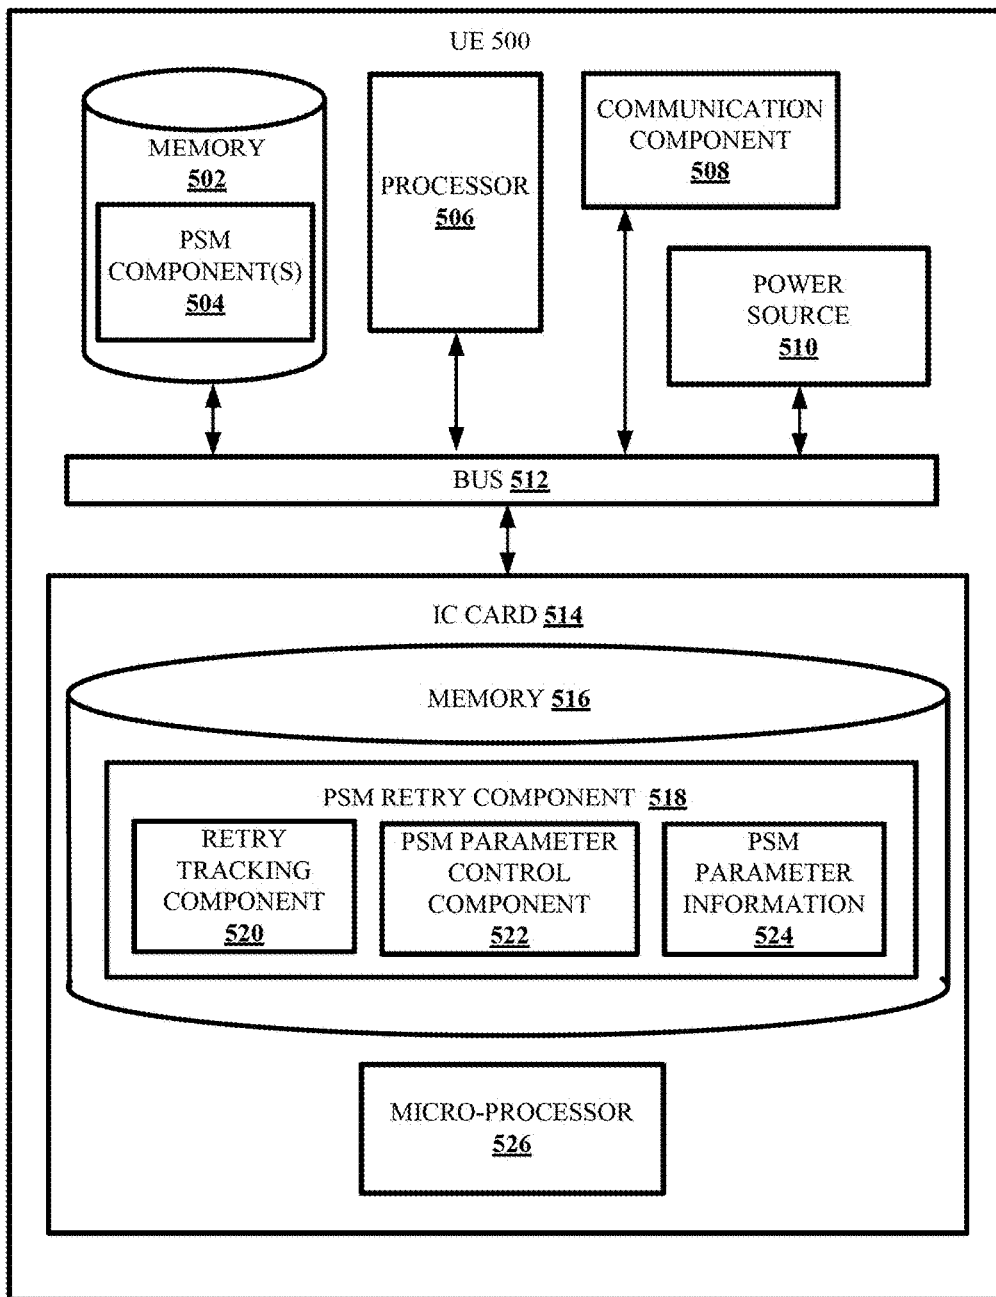 UE 500
MEMORY
502
PSM
COMPONENT(S)
504
PROCESSOR
506
COMMUNICATION
COMPONENT
508
POWER
SOURCE
510
BUS 512
IC CARD 514
MEMORY 516
PSM RETRY COMPONENT 518
RETRY
TRACKING
COMPONENT
520
PSM PARAMETER
CONTROL
COMPONENT
522
PSM
PARAMETER
INFORMATION
524
MICRO-PROCESSOR
526